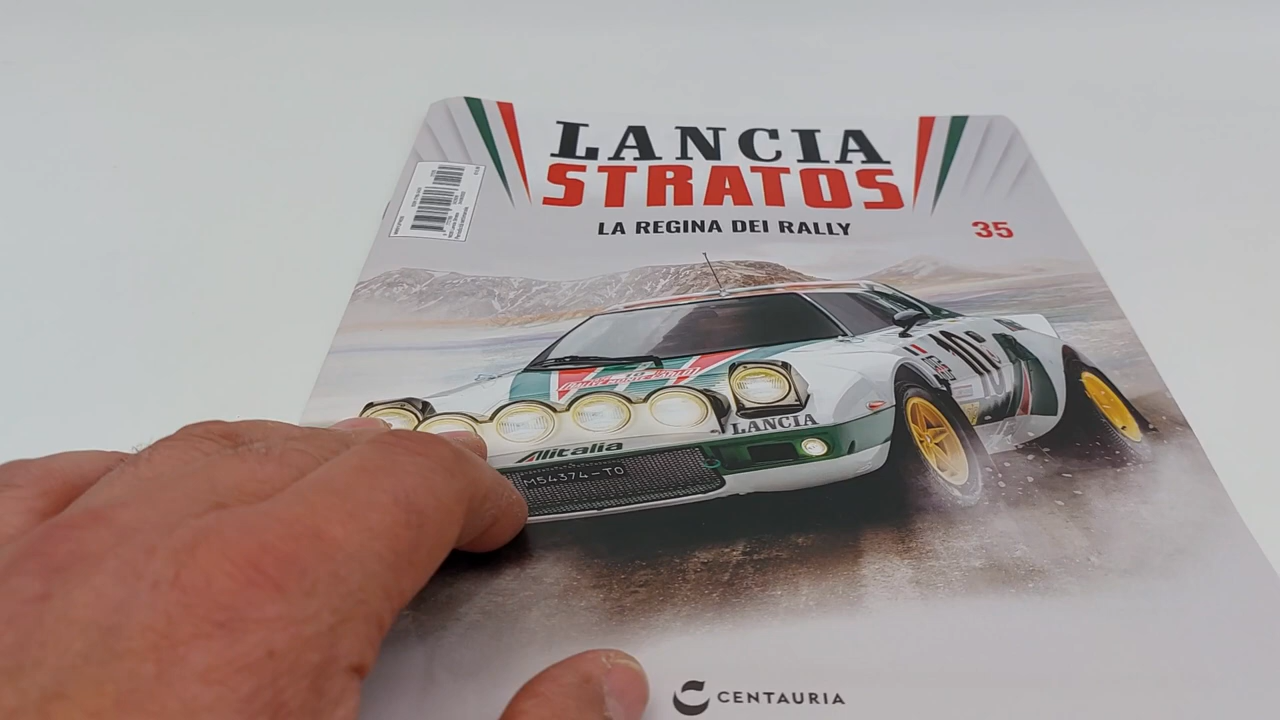 LANCIA
STRATOS
LA REGINA DEI RALLY
35
LANCIA
Alitalia
M54374-TO
CENTAURIA